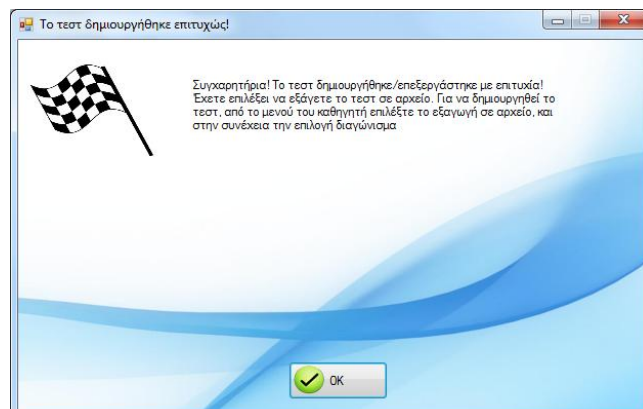 Το τεστ δημιουργήθηκε επιτυχώς!
Συγχαρητήρια! Το τεστ δημιουργήθηκε/επεξεργάστηκε με επιτυχία!
Έχετε επιλέξει να εξάγετε το τεστ σε αρχείο. Για να δημιουργηθεί το
τεστ, από το μενού του καθηγητή επιλέξτε το εξαγωγή σε αρχείο, και
στην συνέχεια την επιλογή διαγώνισμα
OK